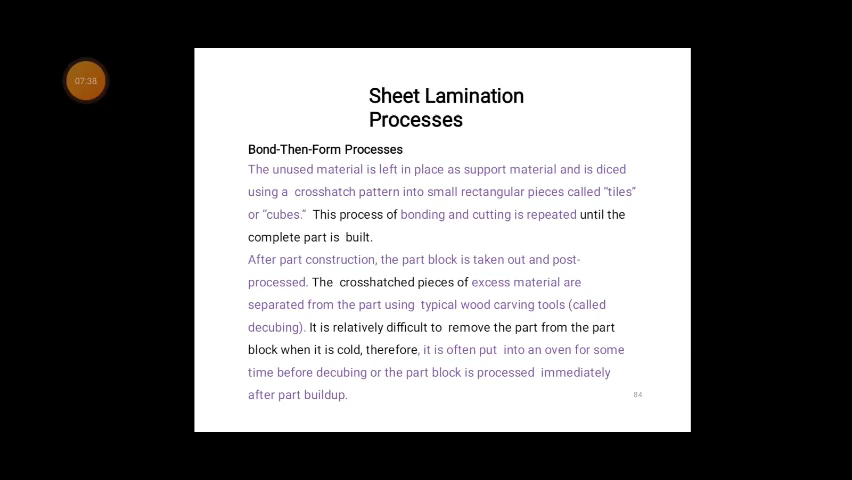 07:38
Sheet Lamination
Processes
Bond-Then-Form Processes
The unused material is left in place as support material and is diced
using a crosshatch pattern into small rectangular pieces called “tiles”
or “cubes.” This process of bonding and cutting is repeated until the
complete part is built.
After part construction, the part block is taken out and post-
processed. The crosshatched pieces of excess material are
separated from the part using typical wood carving tools (called
decubing). It is relatively difficult to remove the part from the part
block when it is cold, therefore, it is often put into an oven for some
time before decubing or the part block is processed immediately
after part buildup.
84